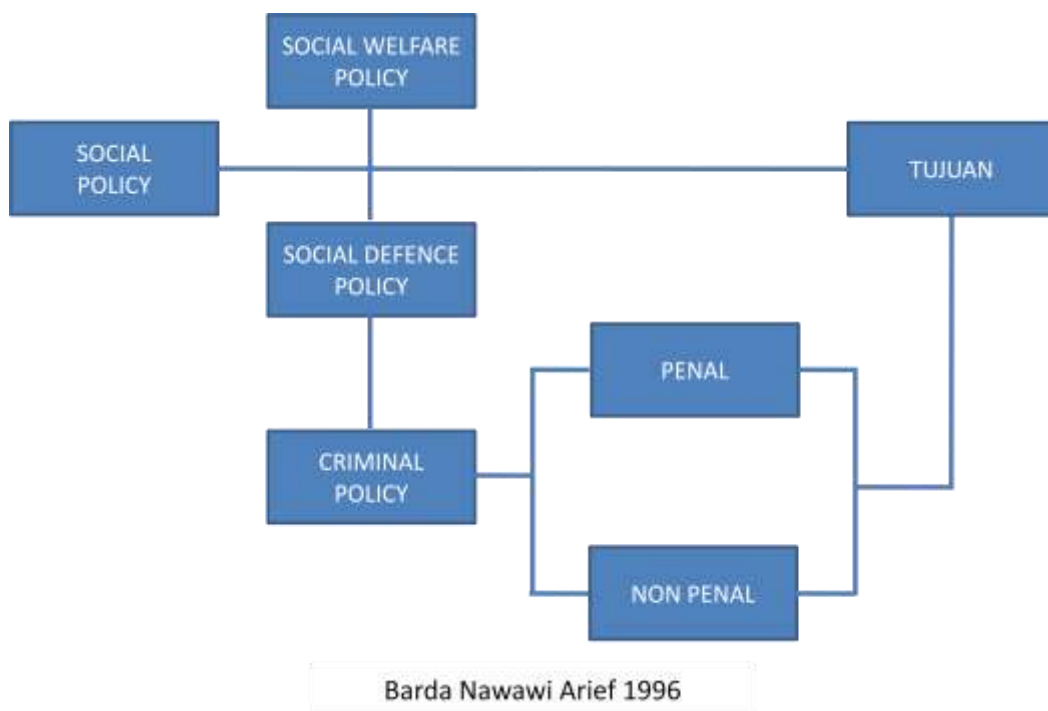 SOCIAL WELFARE
POLICY
SOCIAL
POLICY
TUJUAN
SOCIAL DEFENCE
POLICY
PENAL
CRIMINAL
POLICY
NON PENAL
Barda Nawawi Arief 1996